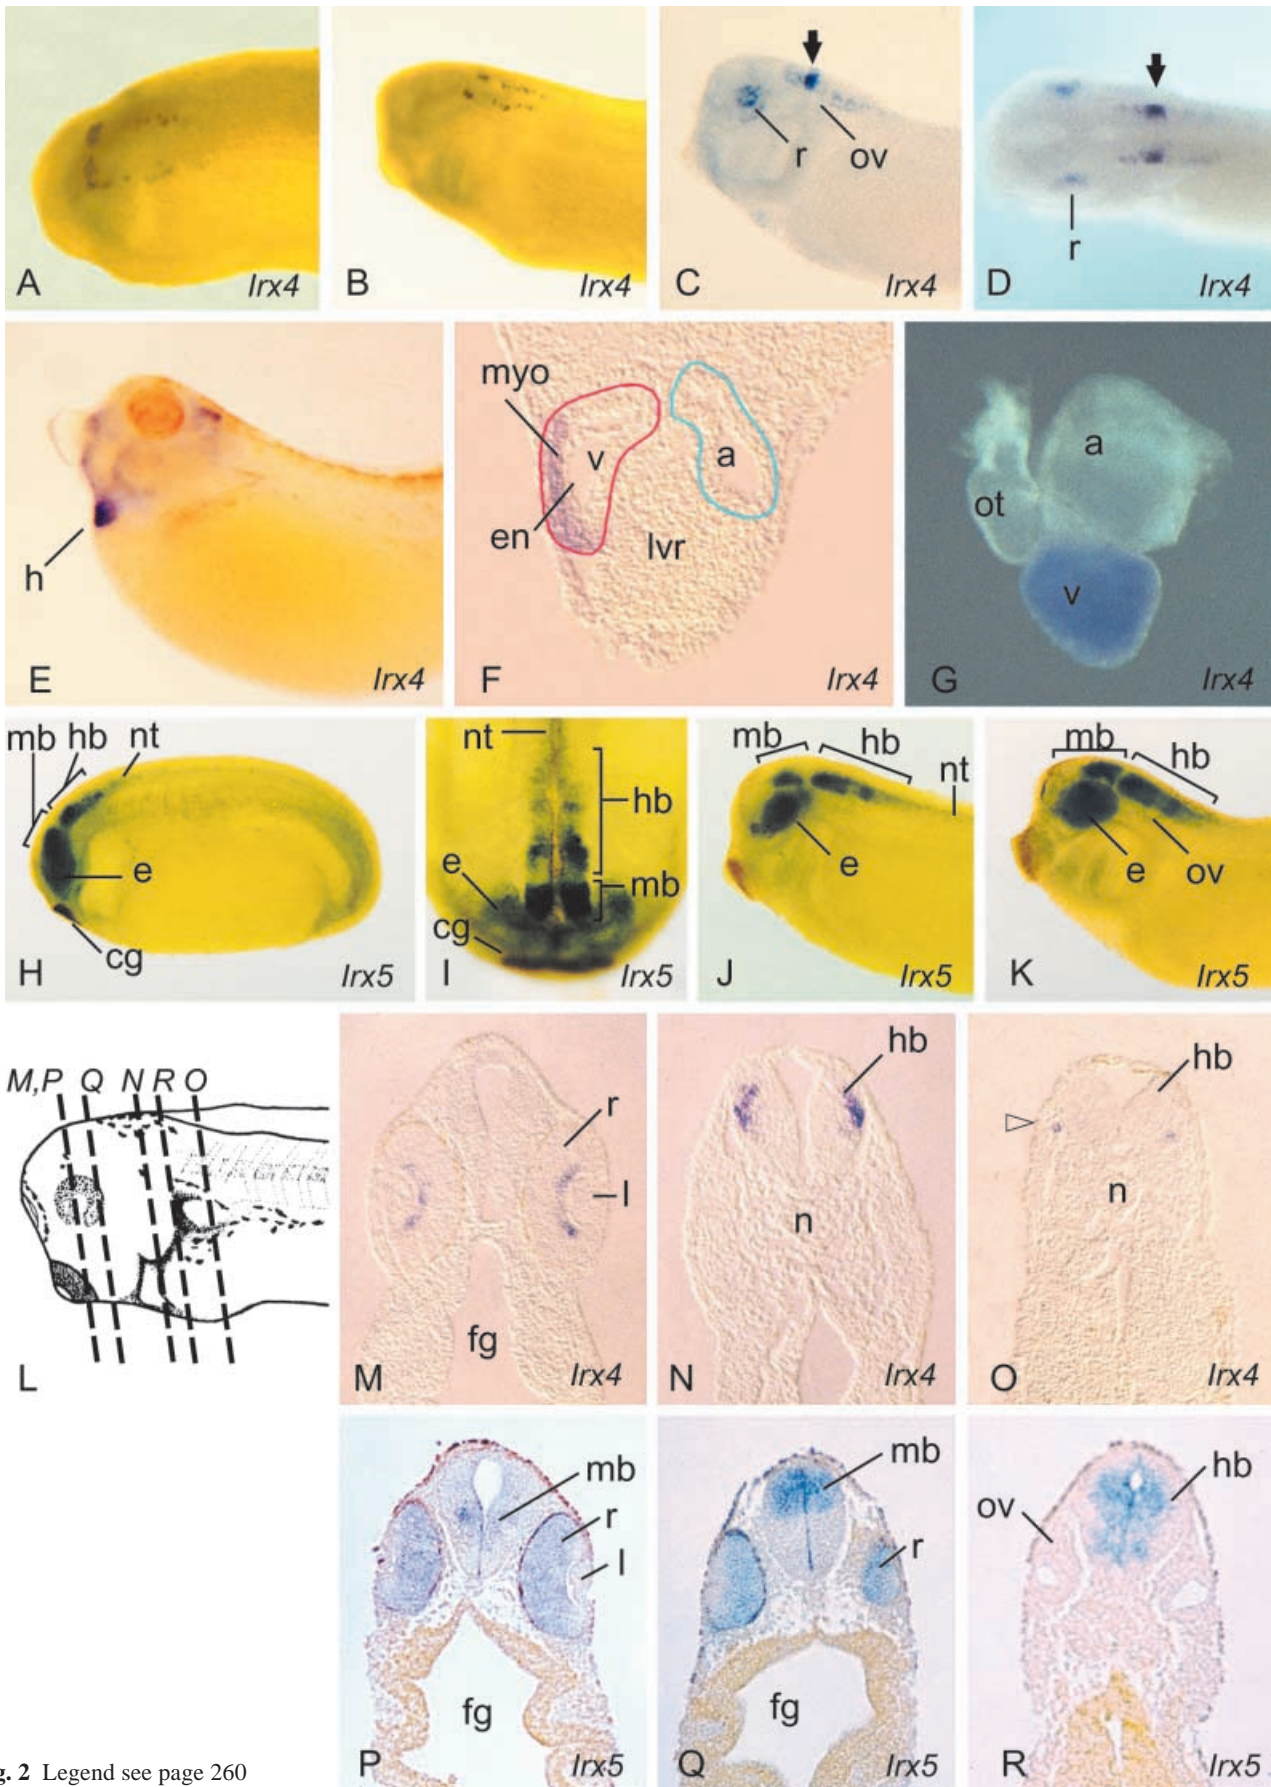 A Irx4
B Irx4
r ov
C Irx4
r
D Irx4
h
E Irx4
myo
v a
en
lvr
F Irx4
a
ot
v
G Irx4
mb hb nt
e
cg
H Irx5
nt
hb
e
mb
cg
I Irx5
mb hb
nt
e
J Irx5
mb
hb
e ov
K Irx5
M,P Q N R O
L
r
l
fg
M Irx4
hb
n
N Irx4
hb
n
O Irx4
mb
r
l
fg
P Irx5
mb
r
fg
Q Irx5
hb
ov
R Irx5
g. 2 Legend see page 260